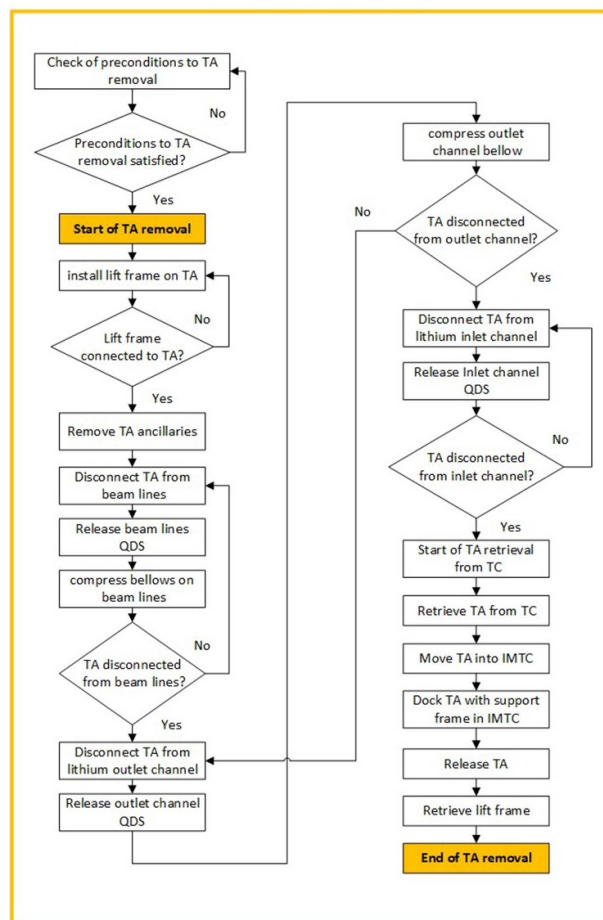 Check of preconditions to TA
removal
No
Preconditions to TA
removal satisfied?
Yes
Start of TA removal
install lift frame on TA
No
Lift frame
connected to TA?
Yes
Remove TA ancillaries
Disconnect TA from
beam lines
Release beam lines
QDS
compress bellows on
beam lines
No
TA disconnected
from beam lines?
Yes
Disconnect TA from
lithium outlet channel
Release outlet channel
QDS
compress outlet
channel bellow
No
TA disconnected
from outlet channel?
Yes
Disconnect TA from
lithium inlet channel
Release Inlet channel
QDS
No
TA disconnected
from inlet channel?
Yes
Start of TA retrieval
from TC
Retrieve TA from TC
Move TA into IMTC
Dock TA with support
frame in IMTC
Release TA
Retrieve lift frame
End of TA removal